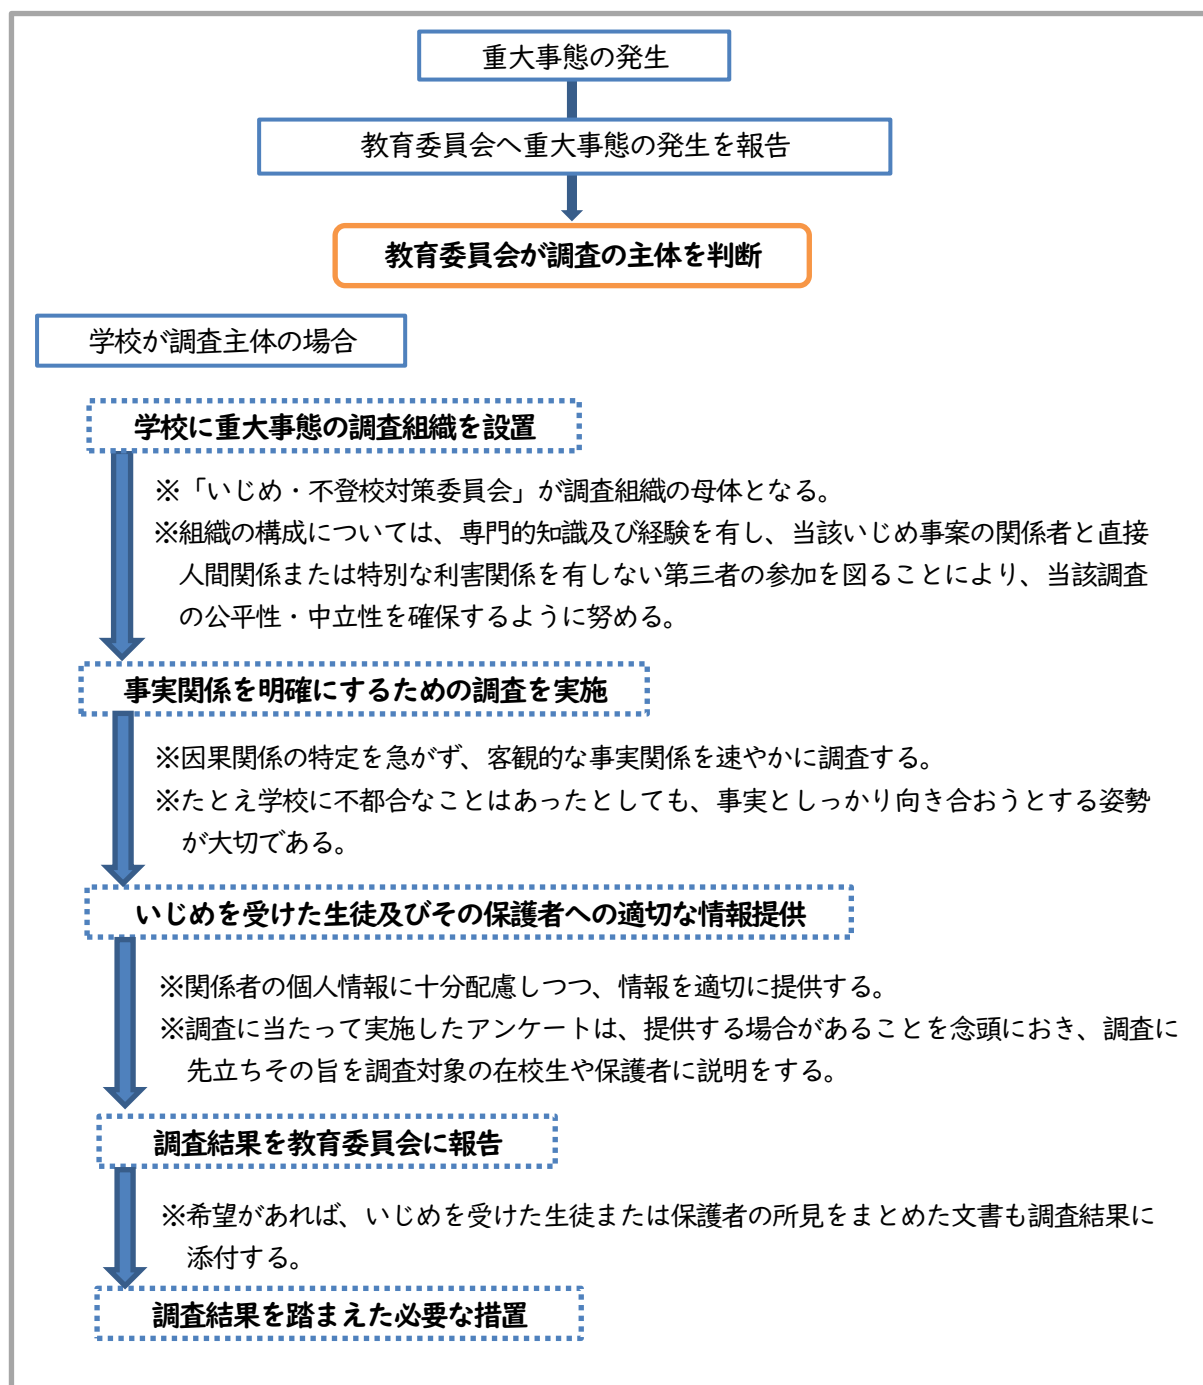 重大事態の発生
教育委員会へ重大事態の発生を報告
教育委員会が調査の主体を判断
学校が調査主体の場合
学校に重大事態の調査組織を設置
※「いじめ・不登校対策委員会」が調査組織の母体となる。
※組織の構成については、専門的知識及び経験を有し、当該いじめ事案の関係者と直接
人間関係または特別な利害関係を有しない第三者の参加を図ることにより、当該調査
の公平性・中立性を確保するように努める。
事実関係を明確にするための調査を実施
※因果関係の特定を急がず、客観的な事実関係を速やかに調査する。
※たとえ学校に不都合なことはあったとしても、事実としっかり向き合おうとする姿勢
が大切である。
いじめを受けた生徒及びその保護者への適切な情報提供
※関係者の個人情報に十分配慮しつつ、情報を適切に提供する。
※調査に当たって実施したアンケートは、提供する場合があることを念頭におき、調査に
先立ちその旨を調査対象の在校生や保護者に説明をする。
調査結果を教育委員会に報告
※希望があれば、いじめを受けた生徒または保護者の所見をまとめた文書も調査結果に
添付する。
調査結果を踏まえた必要な措置